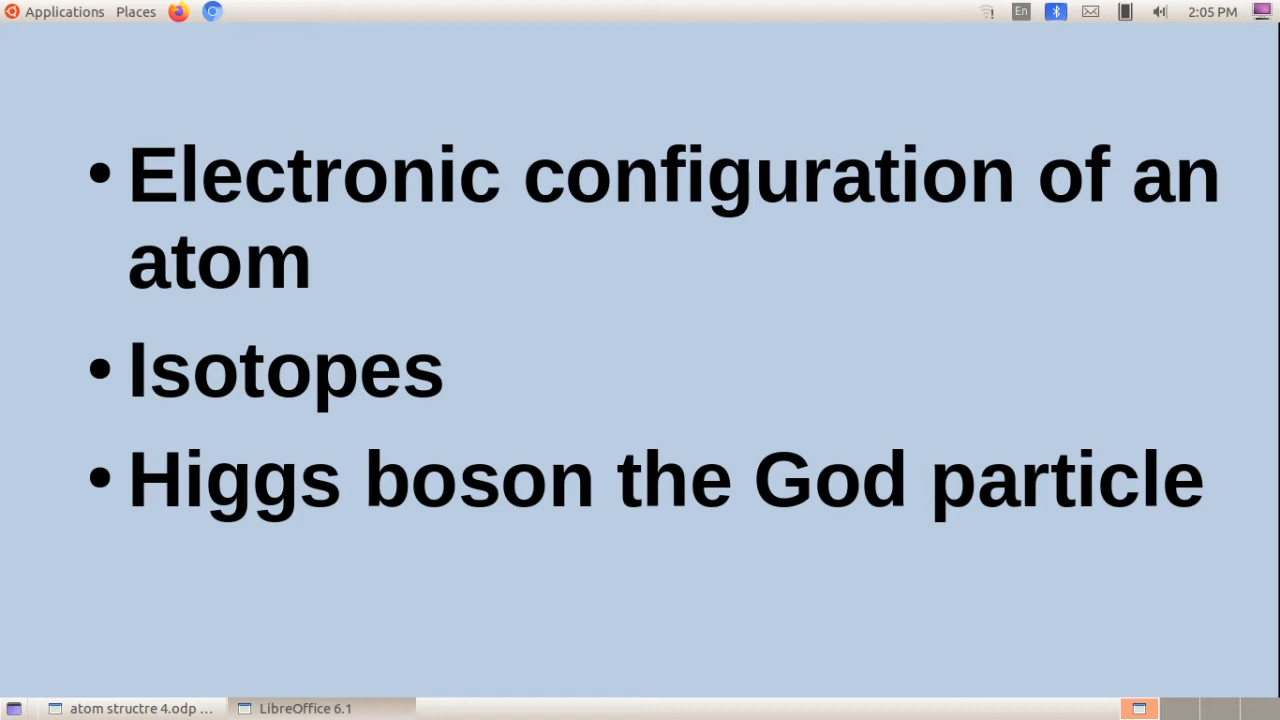 Applications Places En 2:05 PM
• Electronic configuration of an
atom
• Isotopes
• Higgs boson the God particle
atom structre 4.odp ... LibreOffice 6.1